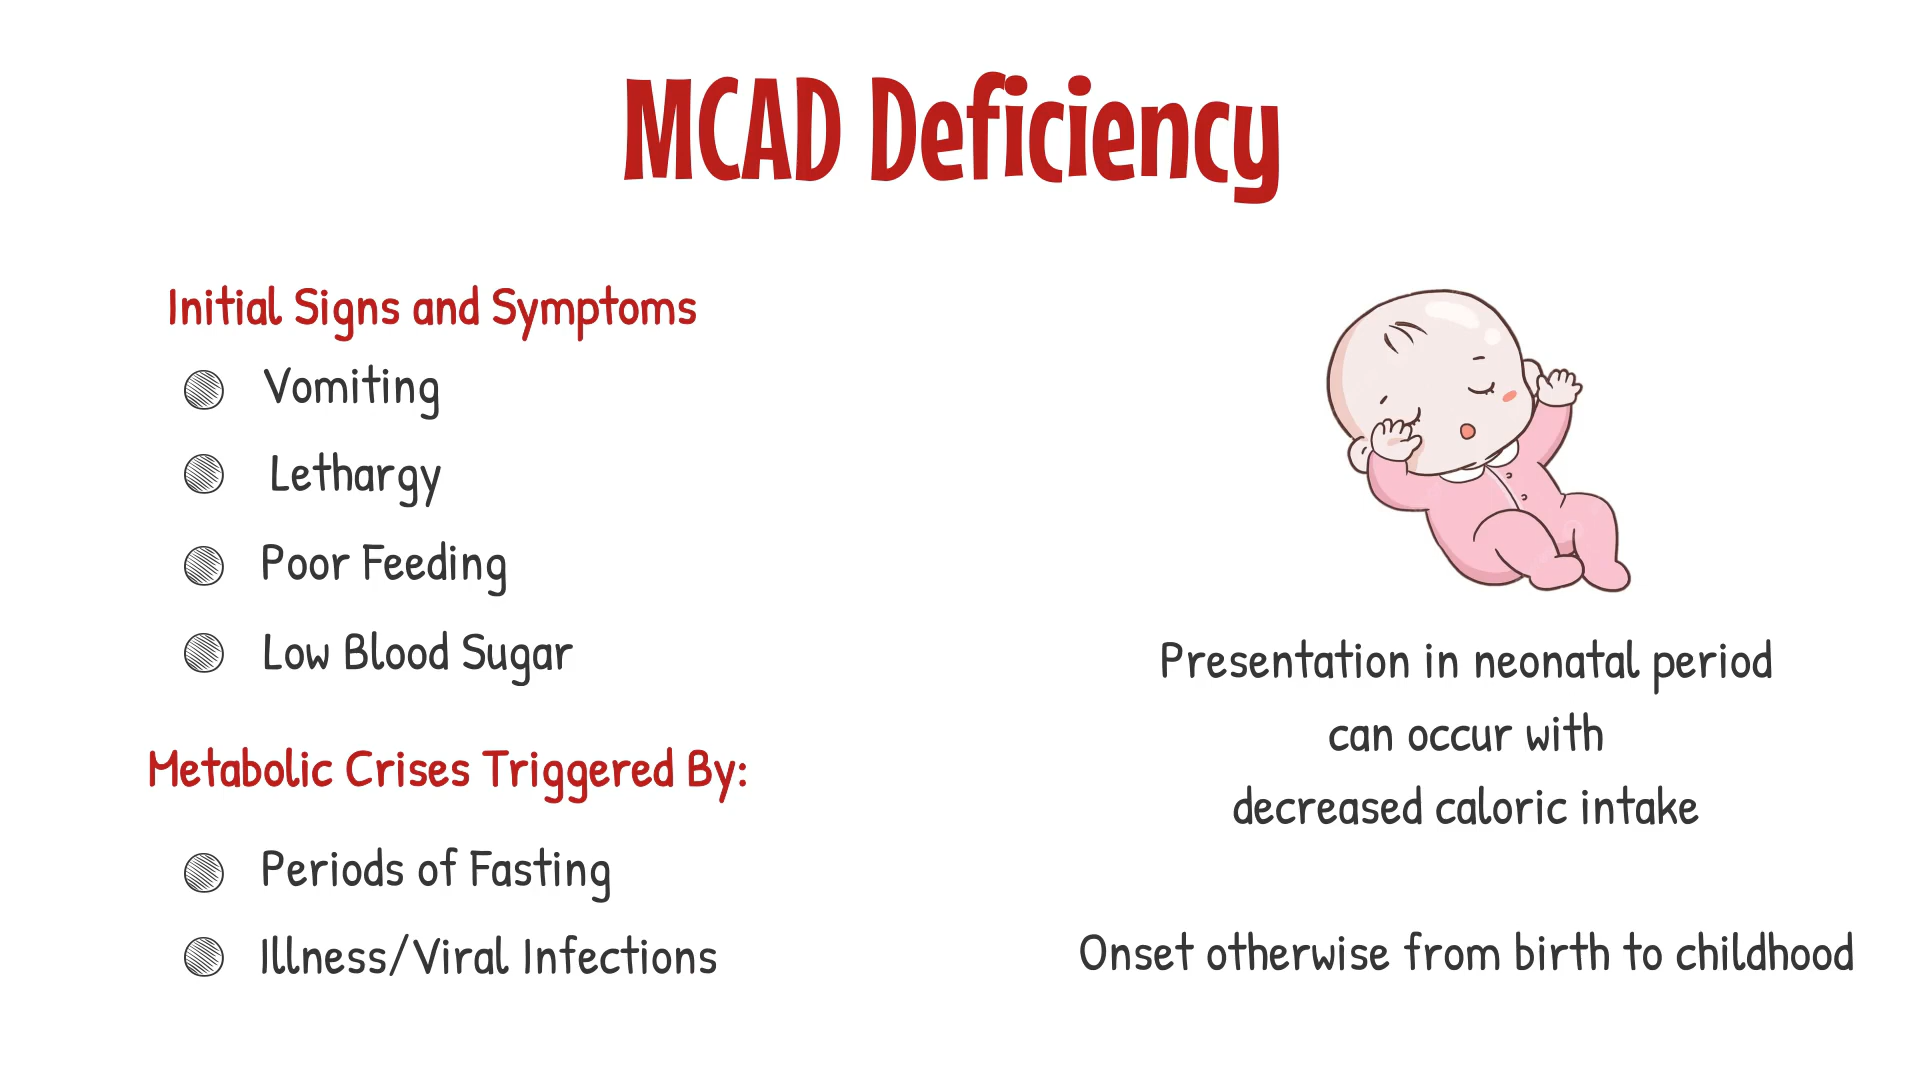 MCAD Deficiency
Initial Signs and Symptoms
Vomiting
Lethargy
Poor Feeding
Low Blood Sugar
Metabolic Crises Triggered By:
Periods of Fasting
Illness/Viral Infections
Presentation in neonatal period
can occur with
decreased caloric intake
Onset otherwise from birth to childhood